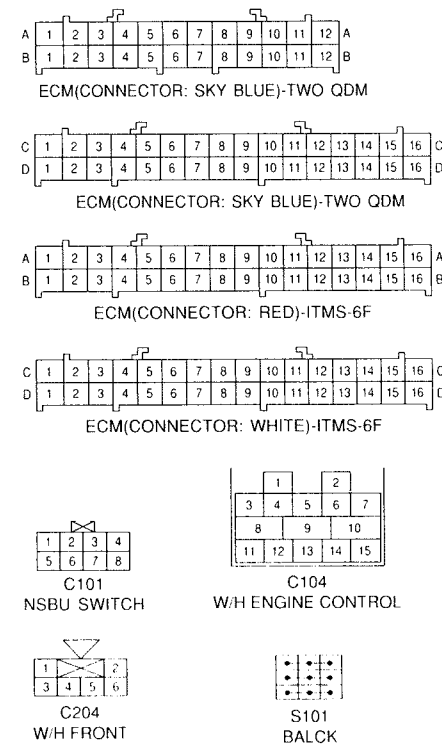 A 1 2 3 4 5 6 7 8 9 10 11 12 A
B 1 2 3 4 5 6 7 8 9 10 11 12 B
ECM(CONNECTOR: SKY BLUE)-TWO QDM
C 1 2 3 4 5 6 7 8 9 10 11 12 13 14 15 16 C
D 1 2 3 4 5 6 7 8 9 10 11 12 13 14 15 16 D
ECM(CONNECTOR: SKY BLUE)-TWO QDM
A 1 2 3 4 5 6 7 8 9 10 11 12 13 14 15 16 A
B 1 2 3 4 5 6 7 8 9 10 11 12 13 14 15 16 B
ECM(CONNECTOR: RED)-ITMS-6F
C 1 2 3 4 5 6 7 8 9 10 11 12 13 14 15 16 C
D 1 2 3 4 5 6 7 8 9 10 11 12 13 14 15 16 D
ECM(CONNECTOR: WHITE)-ITMS-6F
1 2 3 4
5 6 7 8
C101
NSBU SWITCH
1 2
3 4 5 6 7
8 9 10
11 12 13 14 15
C104
W/H ENGINE CONTROL
1 2
3 4 5 6
C204
W/H FRONT
S101
BALCK